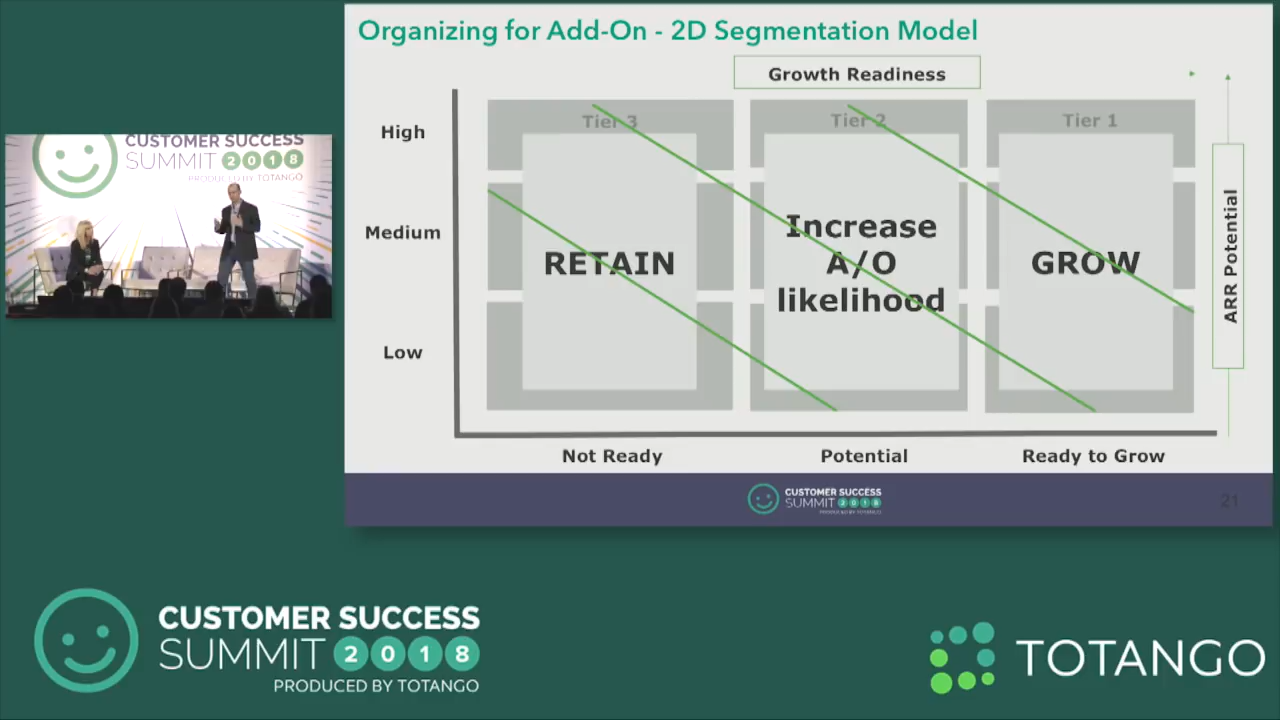 Organizing for Add-On - 2D Segmentation Model
Growth Readiness
High
Medium
Low
Tier 3
Tier 2
Tier 1
RETAIN
Increase
A/O
likelihood
GROW
ARR Potential
Not Ready
Potential
Ready to Grow
CUSTOMER SUCCESS
SUMMIT 2018
PRODUCED BY TOTANGO
21
CUSTOMER SUCCESS
SUMMIT 2018
PRODUCED BY TOTANGO
CUSTOMER SUCCESS
SUMMIT 2018
PRODUCED BY TOTANGO
TOTANGO